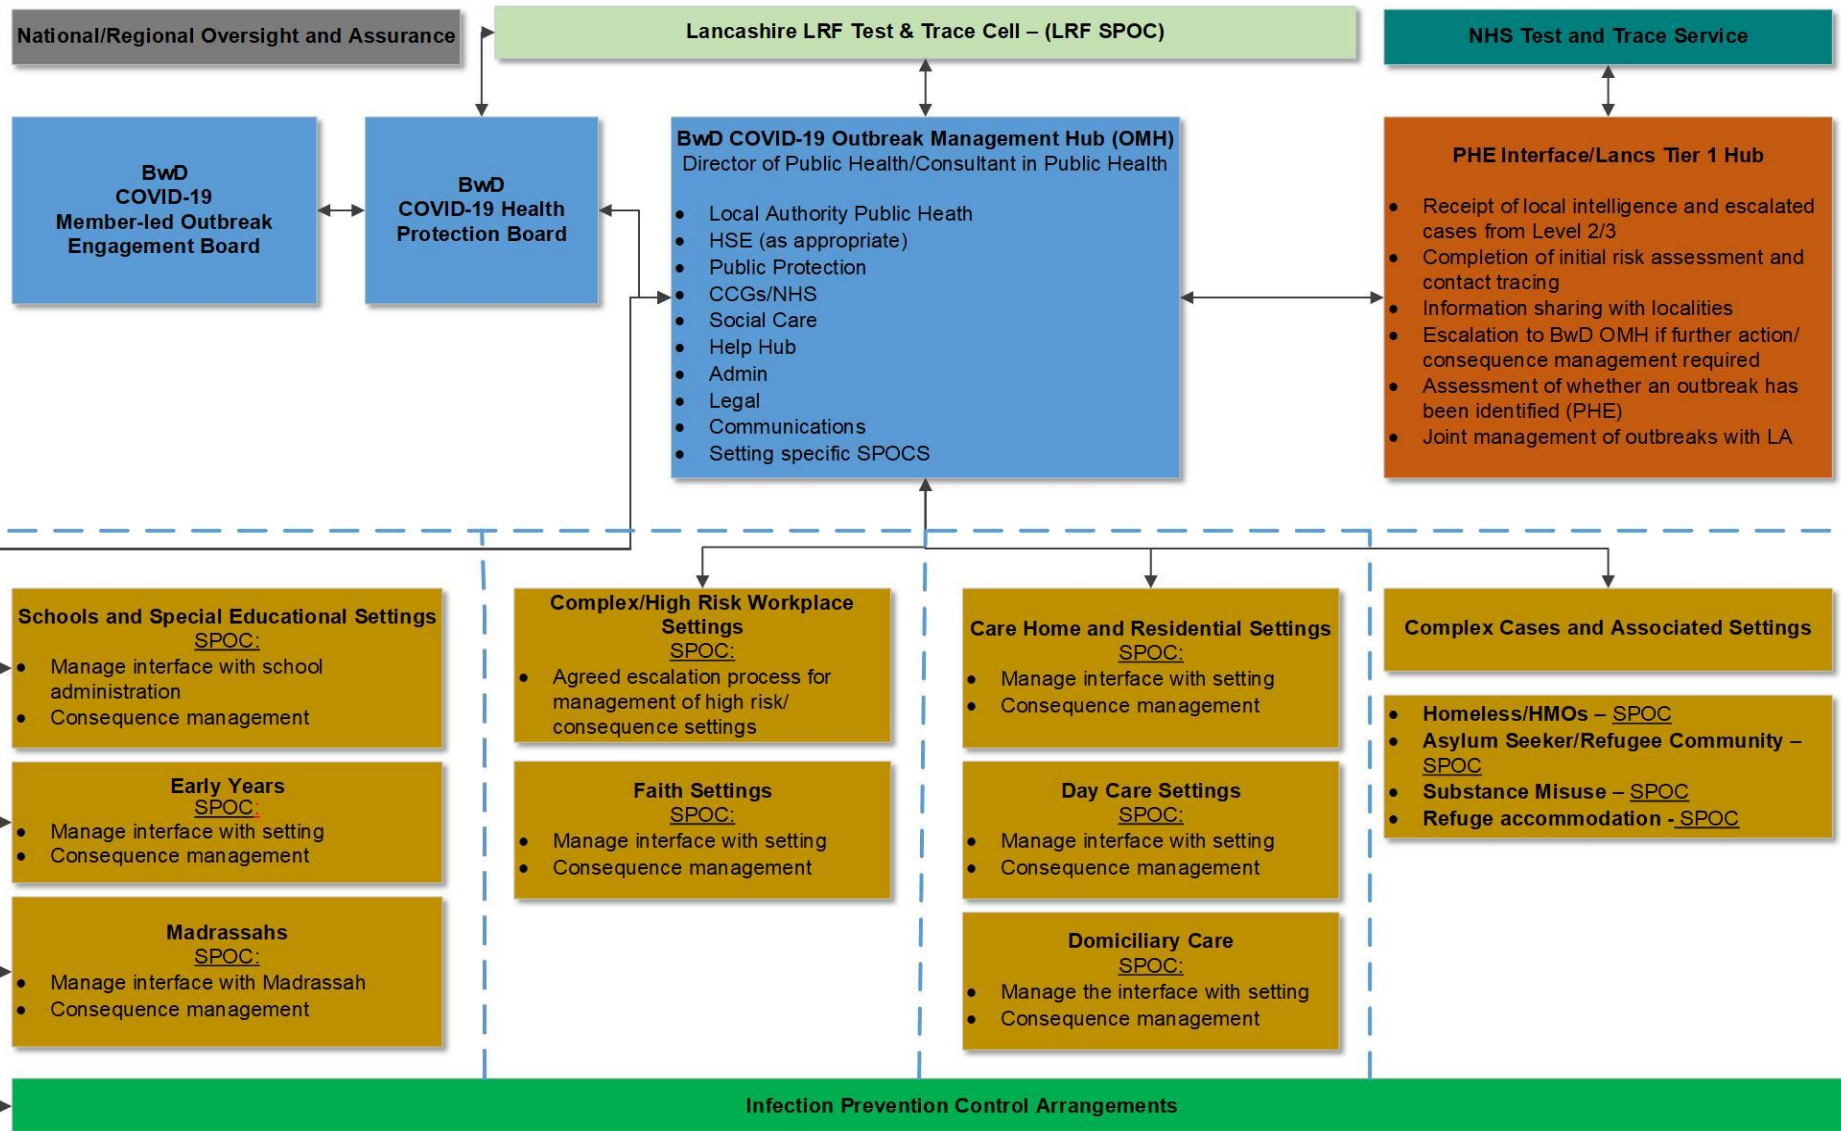 National/Regional Oversight and Assurance
Lancashire LRF Test & Trace Cell – (LRF SPOC)
NHS Test and Trace Service
BwD
COVID-19
Member-led Outbreak
Engagement Board
BwD
COVID-19 Health
Protection Board
BwD COVID-19 Outbreak Management Hub (OMH)
Director of Public Health/Consultant in Public Health
• Local Authority Public Heath
• HSE (as appropriate)
• Public Protection
• CCGs/NHS
• Social Care
• Help Hub
• Admin
• Legal
• Communications
• Setting specific SPOCS
PHE Interface/Lancs Tier 1 Hub
• Receipt of local intelligence and escalated
cases from Level 2/3
• Completion of initial risk assessment and
contact tracing
• Information sharing with localities
• Escalation to BwD OMH if further action/
consequence management required
• Assessment of whether an outbreak has
been identified (PHE)
• Joint management of outbreaks with LA
Schools and Special Educational Settings
SPOC:
• Manage interface with school
administration
• Consequence management
Early Years
SPOC:
• Manage interface with setting
• Consequence management
Madrassahs
SPOC:
• Manage interface with Madrassah
• Consequence management
Complex/High Risk Workplace
Settings
SPOC:
• Agreed escalation process for
management of high risk/
consequence settings
Faith Settings
SPOC:
• Manage interface with setting
• Consequence management
Care Home and Residential Settings
SPOC:
• Manage interface with setting
• Consequence management
Day Care Settings
SPOC:
• Manage interface with setting
• Consequence management
Domiciliary Care
SPOC:
• Manage the interface with setting
• Consequence management
Complex Cases and Associated Settings
• Homeless/HMOs – SPOC
• Asylum Seeker/Refugee Community –
SPOC
• Substance Misuse – SPOC
• Refuge accommodation - SPOC
Infection Prevention Control Arrangements